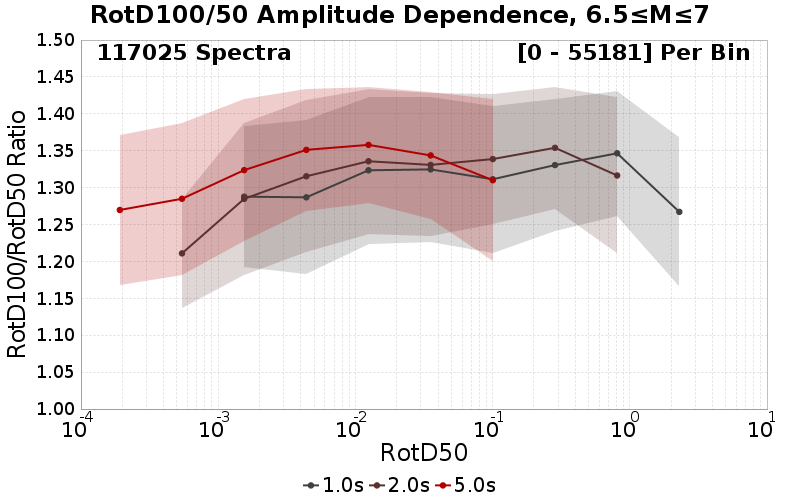 RotD100/50 Amplitude Dependence, 6.5≤M≤7
117025 Spectra
[0 - 55181] Per Bin
RotD100/RotD50 Ratio
1.50
1.45
1.40
1.35
1.30
1.25
1.20
1.15
1.10
1.05
1.00
10^-4
10^-3
10^-2
10^-1
10^0
10^1
RotD50
1.0s
2.0s
5.0s